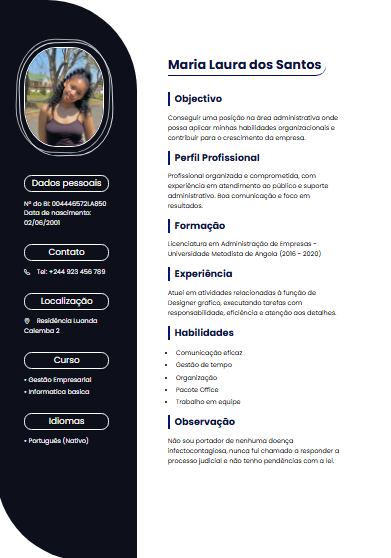 Dados pessoais
Nº do BI: 004446572LA850
Data de nascimento:
02/06/2001
Contato
Tel: +244 923 456 789
Localização
Residência Luanda
Calemba 2
Curso
• Gestão Empresarial
• Informatica basica
Idiomas
• Português (Nativo)
Maria Laura dos Santos
Objectivo
Conseguir uma posição na área administrativa onde
possa aplicar minhas habilidades organizacionais e
contribuir para o crescimento da empresa.
Perfil Profissional
Profissional organizada e comprometida, com
experiência em atendimento ao público e suporte
administrativo. Boa comunicação e foco em
resultados.
Formação
Licenciatura em Administração de Empresas –
Universidade Metodista de Angola (2016 - 2020)
Experiência
Atuei em atividades relacionadas à função de
Designer grafico, executando tarefas com
responsabilidade, eficiência e atenção aos detalhes.
Habilidades
• Comunicação eficaz
• Gestão de tempo
• Organização
• Pacote Office
• Trabalho em equipe
Observação
Não sou portador de nenhuma doença
infectocontagiosa, nunca fui chamado a responder a
processo judicial e não tenho pendências com a lei.